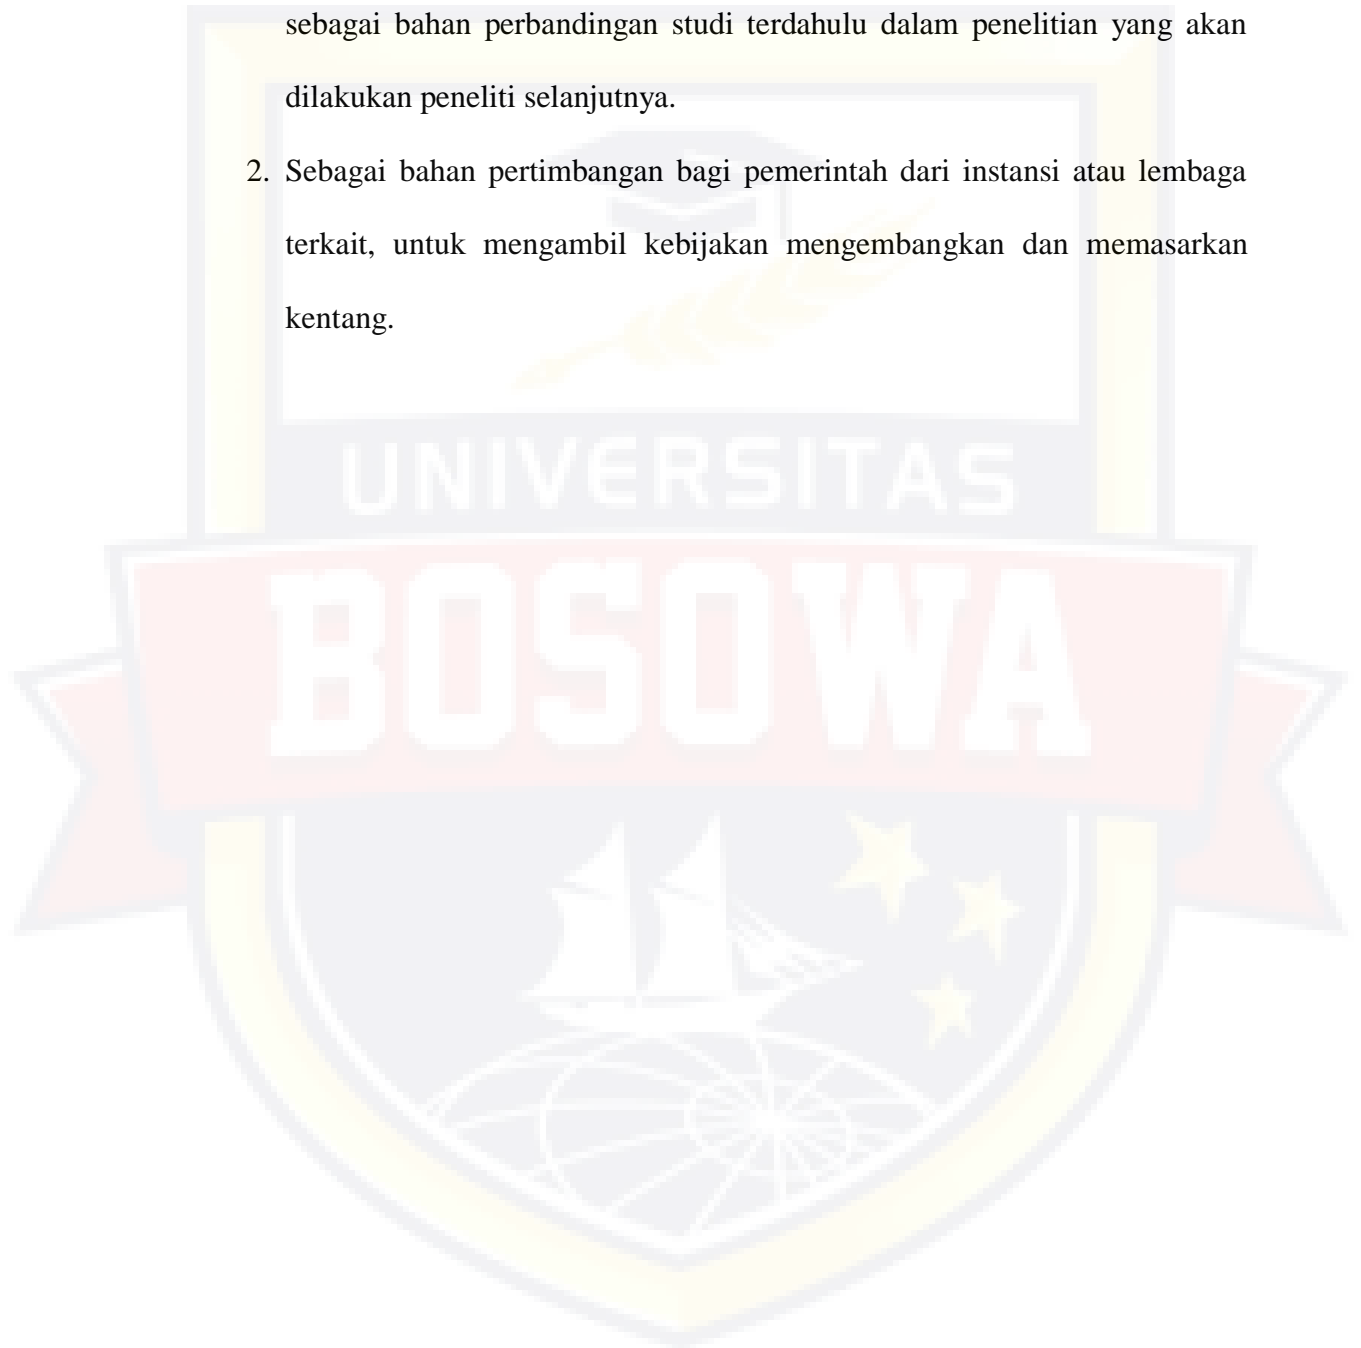 sebagai bahan perbandingan studi terdahulu dalam penelitian yang akan
dilakukan peneliti selanjutnya.
2. Sebagai bahan pertimbangan bagi pemerintah dari instansi atau lembaga
terkait, untuk mengambil kebijakan mengembangkan dan memasarkan
kentang.
UNIVERSITAS
BOSOWA